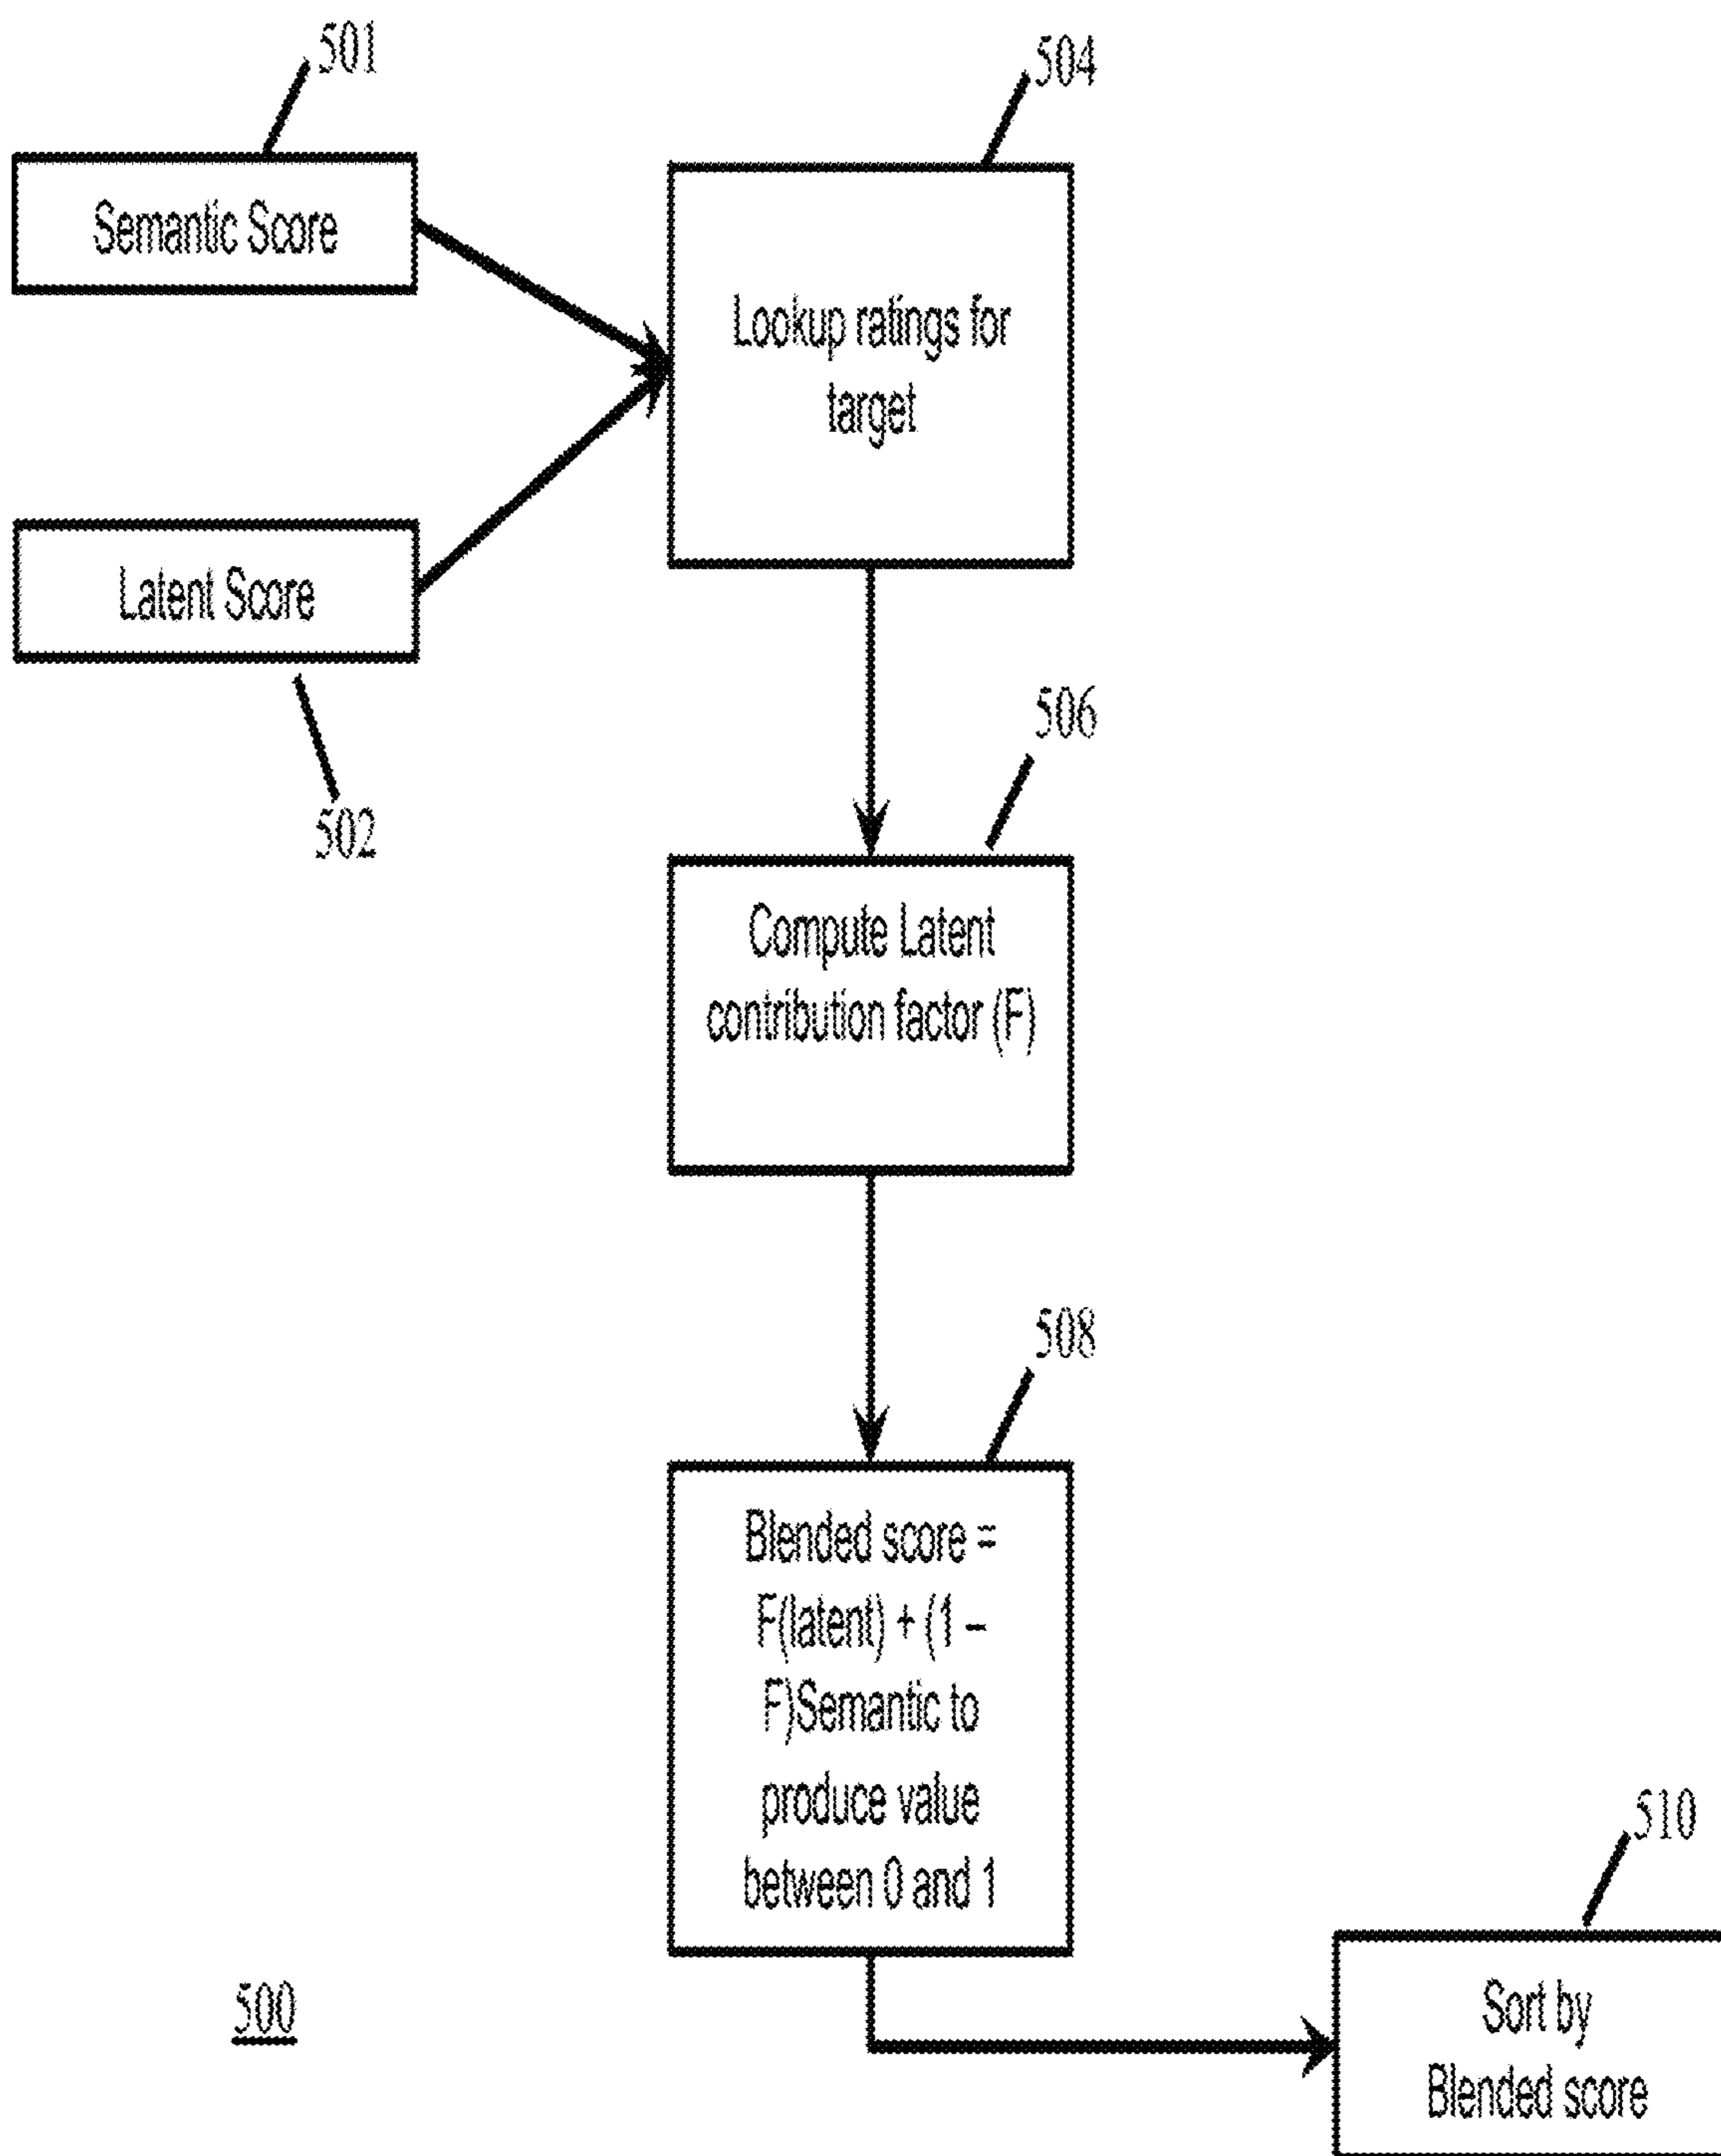 501
504
Semantic Score
Lookup ratings for
target
Latent Score
502
506
Compute Latent
contribution factor (F)
508
Blended score =
F(latent) + (1 –
F)Semantic to
produce value
between 0 and 1
510
500
Sort by
Blended score